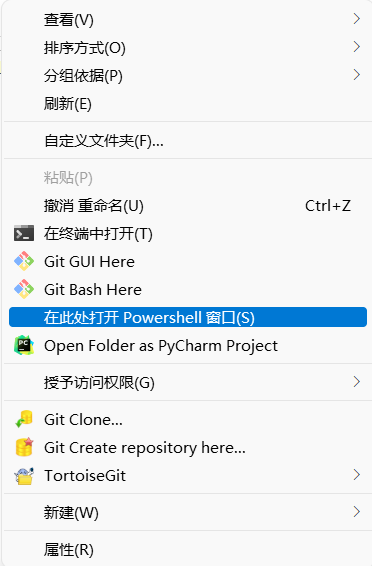 查看(V)
排序方式(O)
分组依据(P)
刷新(E)
自定义文件夹(F)...
粘贴(P)
撤消 重命名(U) Ctrl+Z
在终端中打开(T)
Git GUI Here
Git Bash Here
在此处打开 Powershell 窗口(S)
Open Folder as PyCharm Project
授予访问权限(G)
Git Clone...
Git Create repository here...
TortoiseGit
新建(W)
属性(R)